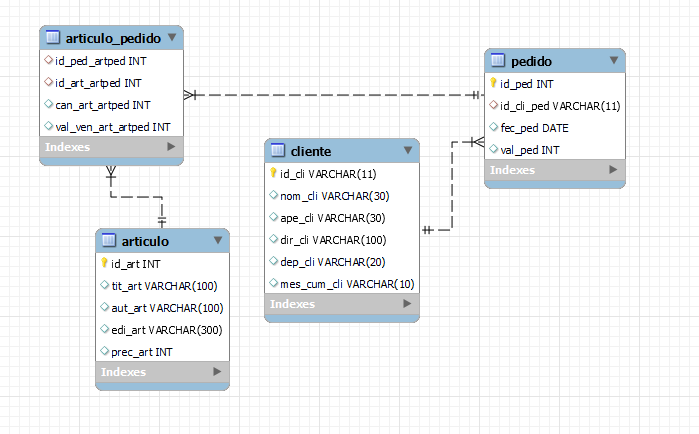 articulo_pedido
id_ped_artped INT
id_art_artped INT
can_art_artped INT
val_ven_art_artped INT
Indexes
pedido
id_ped INT
id_cli_ped VARCHAR(11)
fec_ped DATE
val_ped INT
Indexes
cliente
id_cli VARCHAR(11)
nom_cli VARCHAR(30)
ape_cli VARCHAR(30)
dir_cli VARCHAR(100)
dep_cli VARCHAR(20)
mes_cum_cli VARCHAR(10)
Indexes
articulo
id_art INT
tit_art VARCHAR(100)
aut_art VARCHAR(100)
edi_art VARCHAR(300)
prec_art INT
Indexes